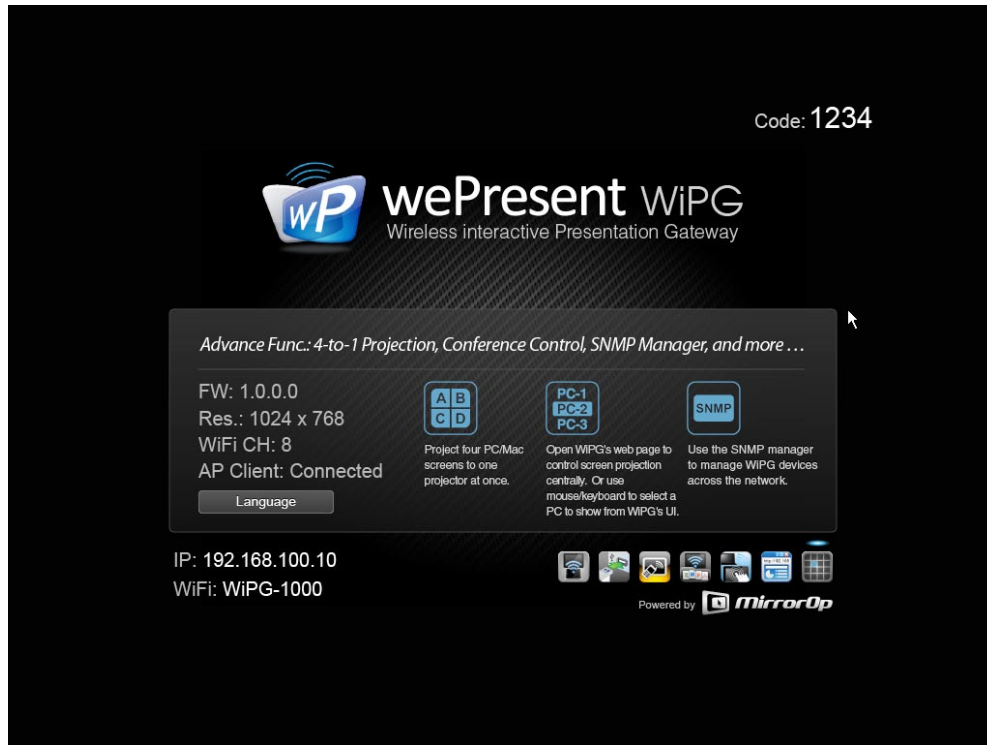 Code: 1234
wP
wePresent WiPG
Wireless interactive Presentation Gateway
Advance Func.: 4-to-1 Projection, Conference Control, SNMP Manager, and more ...
FW: 1.0.0.0
Res.: 1024 x 768
WiFi CH: 8
AP Client: Connected
Language
A B
C D
Project four PC/Mac
screens to one
projector at once.
PC-1
PC-2
PC-3
Open WiPG's web page to
control screen projection
centrally. Or use
mouse/keyboard to select a
PC to show from WiPG's UI.
SNMP
Use the SNMP manager
to manage WiPG devices
across the network.
IP: 192.168.100.10
WiFi: WiPG-1000
Powered by MirrorOp